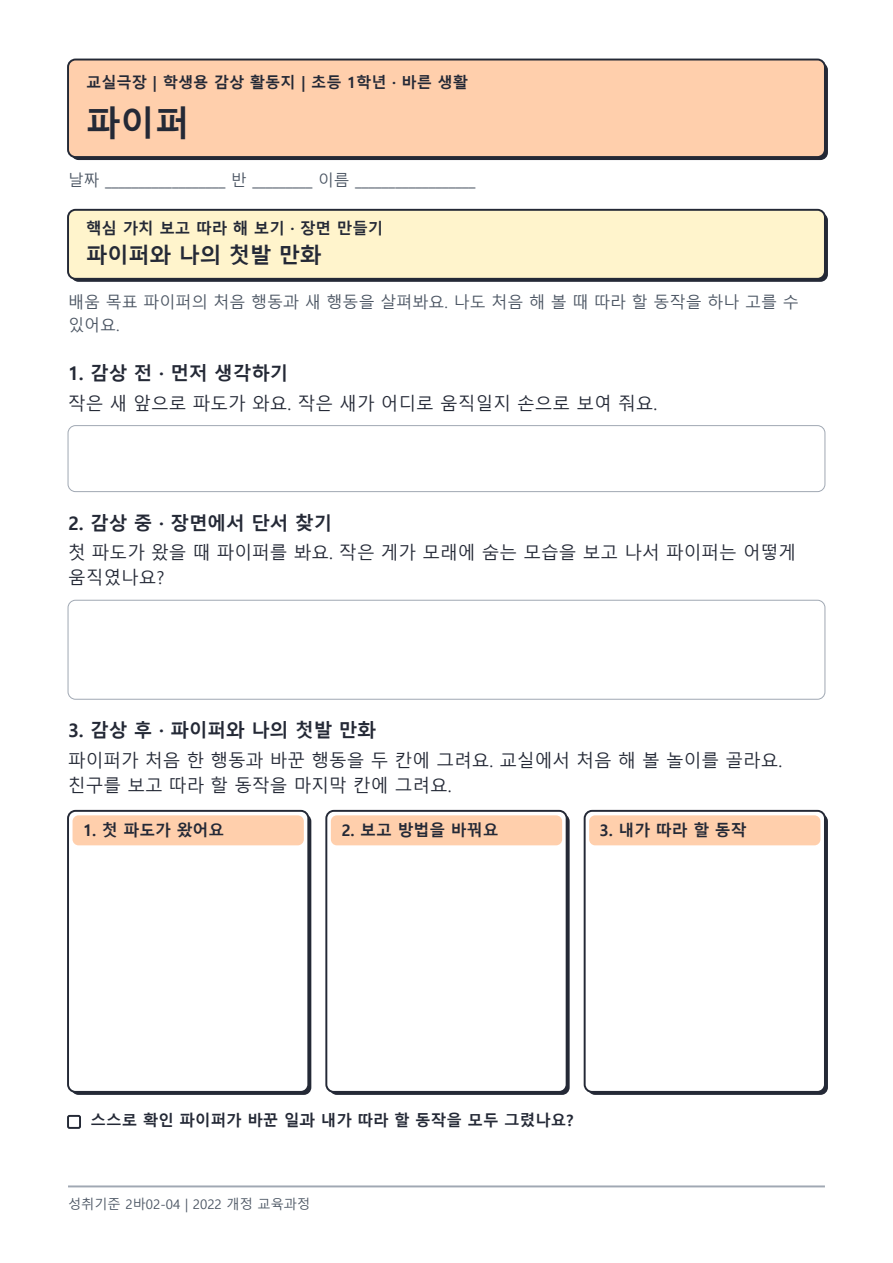 교실극장 | 학생용 감상 활동지 | 초등 1학년 · 바른 생활
파이퍼
날짜 _______________ 반 _______ 이름 _______________
핵심 가치 보고 따라 해 보기 · 장면 만들기
파이퍼와 나의 첫발 만화
배움 목표 파이퍼의 처음 행동과 새 행동을 살펴봐요. 나도 처음 해 볼 때 따라 할 동작을 하나 고를 수
있어요.
1. 감상 전 · 먼저 생각하기
작은 새 앞으로 파도가 와요. 작은 새가 어디로 움직일지 손으로 보여 줘요.
2. 감상 중 · 장면에서 단서 찾기
첫 파도가 왔을 때 파이퍼를 봐요. 작은 게가 모래에 숨는 모습을 보고 나서 파이퍼는 어떻게
움직였나요?
3. 감상 후 · 파이퍼와 나의 첫발 만화
파이퍼가 처음 한 행동과 바꾼 행동을 두 칸에 그려요. 교실에서 처음 해 볼 놀이를 골라요.
친구를 보고 따라 할 동작을 마지막 칸에 그려요.
1. 첫 파도가 왔어요
2. 보고 방법을 바꿔요
3. 내가 따라 할 동작
스스로 확인 파이퍼가 바꾼 일과 내가 따라 할 동작을 모두 그렸나요?
성취기준 2바02-04 | 2022 개정 교육과정